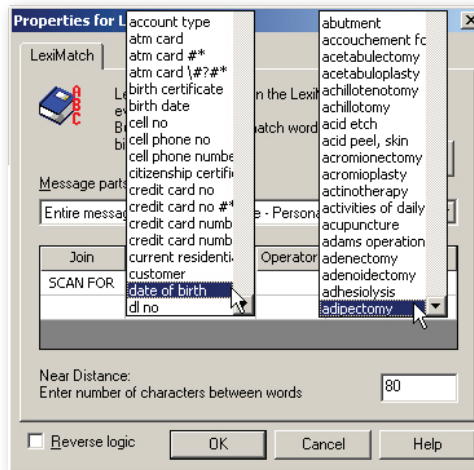 Properties for L
LexiMatch
A
B
C
Le
n the Lexi
ev
Br
atch word
bi
Message parts
Entire messag
e - Persona
Join
Operator
SCAN FOR
account type
atm card
atm card #*
atm card \#?#*
birth certificate
birth date
cell no
cell phone no
cell phone numbe
citizenship certifi
credit card no
credit card no #*
credit card numb
credit card numb
current residenti
customer
date of birth
dl no
abutment
accouchement fo
acetabulectomy
acetabuloplasty
achillotenotomy
achillotomy
acid etch
acid peel, skin
acromionectomy
acromioplasty
actinotherapy
activities of daily
acupuncture
adams operation
adenectomy
adenoidectomy
adhesiolysis
adipectomy
Near Distance:
Enter number of characters between words
80
Reverse logic
OK
Cancel
Help